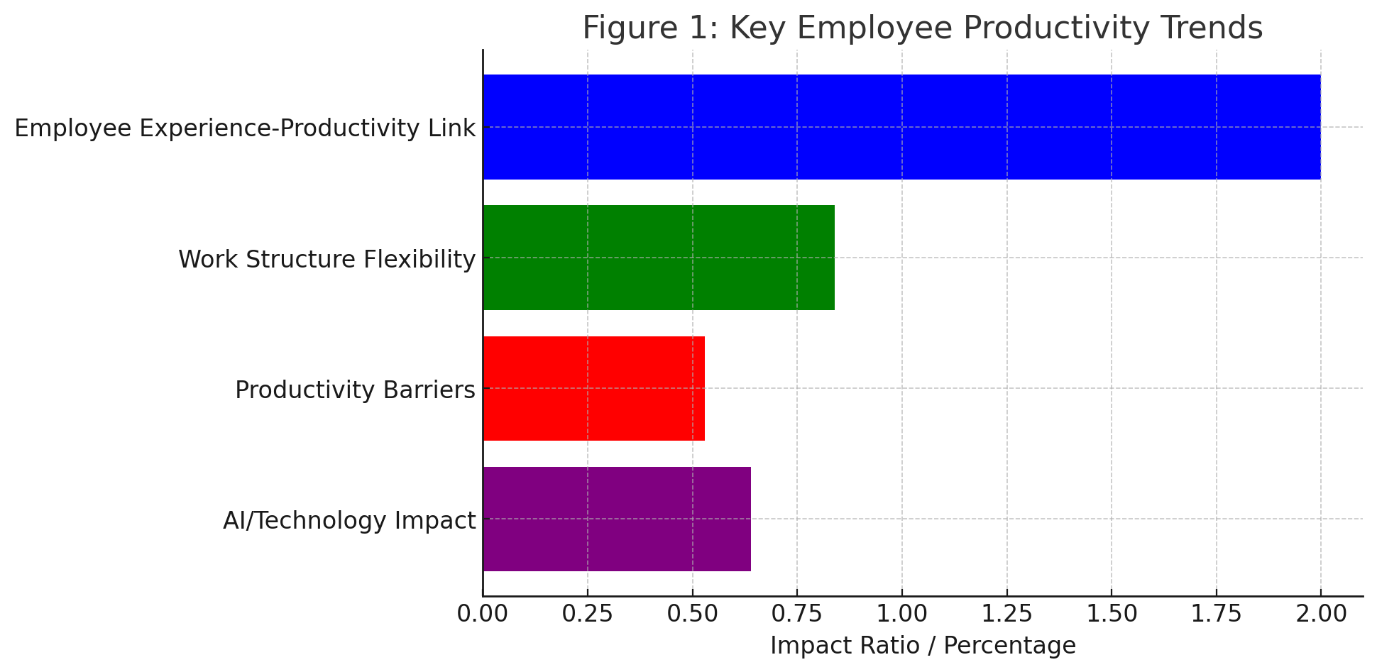 Figure 1: Key Employee Productivity Trends
Employee Experience-Productivity Link
Work Structure Flexibility
Productivity Barriers
AI/Technology Impact
0.00 0.25 0.50 0.75 1.00 1.25 1.50 1.75 2.00
Impact Ratio / Percentage